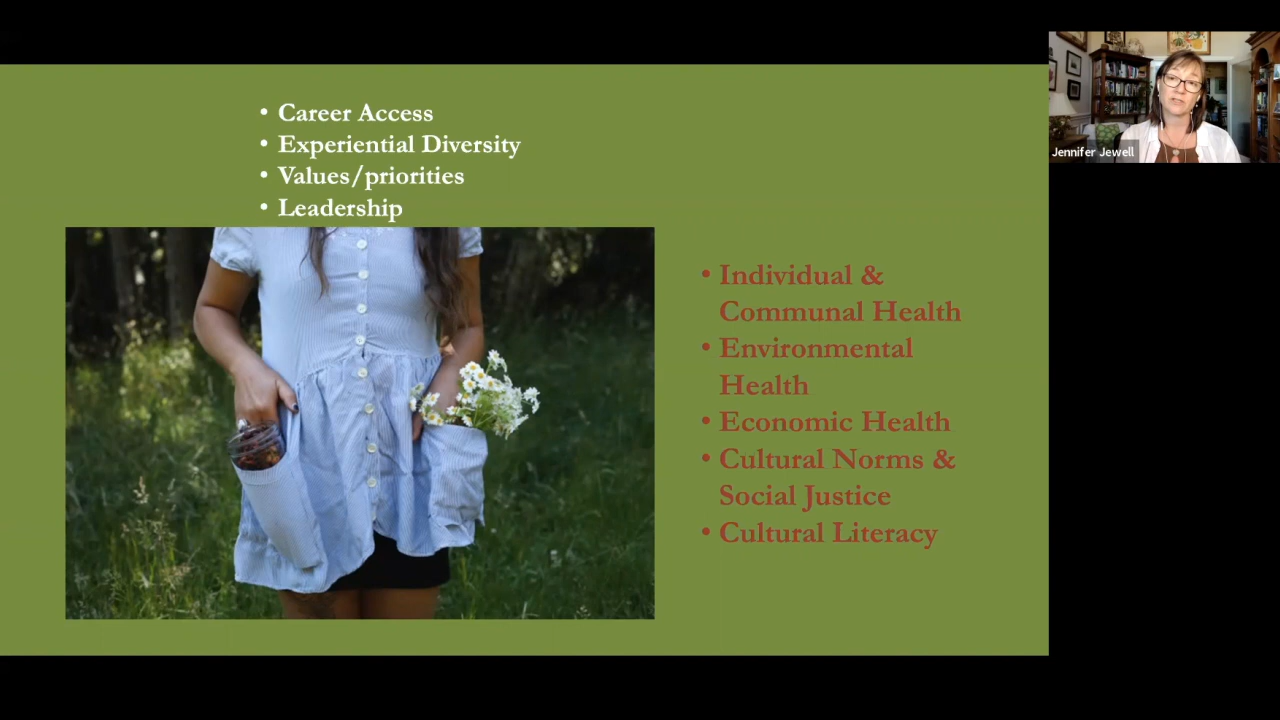 • Career Access
• Experiential Diversity
• Values/priorities
• Leadership
• Individual &
Communal Health
• Environmental
Health
• Economic Health
• Cultural Norms &
Social Justice
• Cultural Literacy
Jennifer Jewell